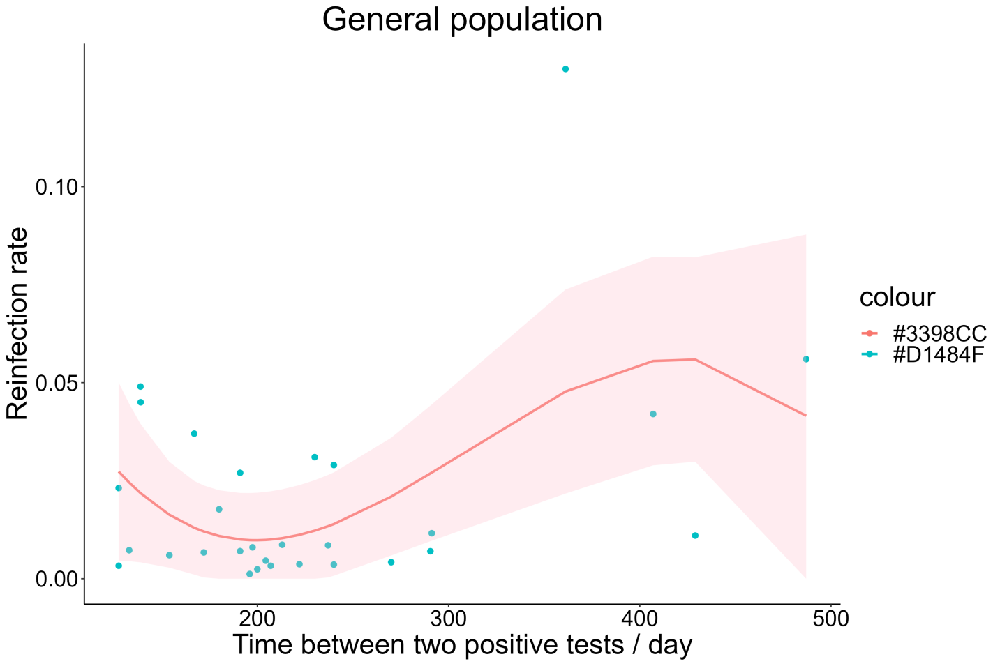 General population
Reinfection rate
0.10
0.05
0.00
200 300 400 500
Time between two positive tests / day
colour
#3398CC
#D1484F